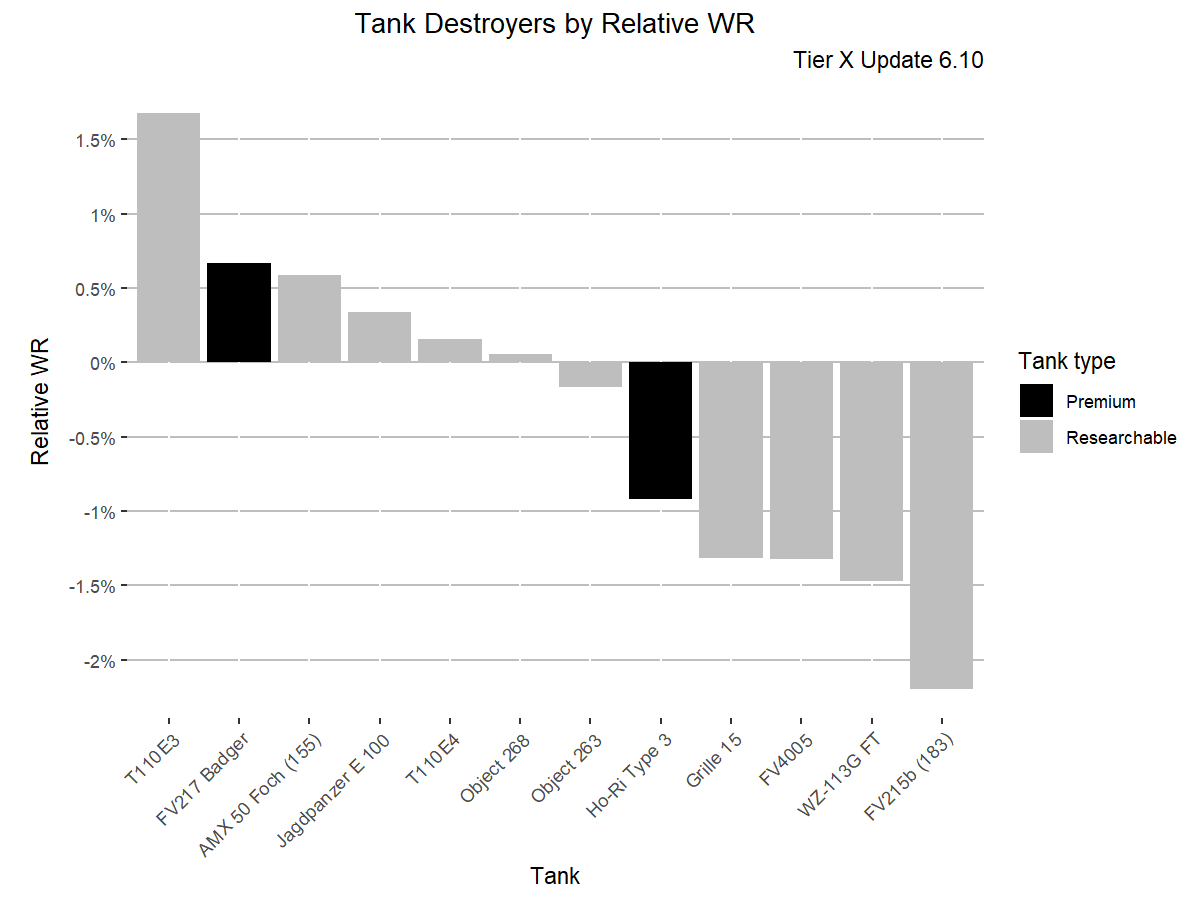 Tank Destroyers by Relative WR
Tier X Update 6.10
Relative WR
1.5%
1%
0.5%
0%
-0.5%
-1%
-1.5%
-2%
T110E3
FV217 Badger
AMX 50 Foch (155)
Jagdpanzer E 100
T110E4
Object 268
Object 263
Ho-Ri Type 3
Grille 15
FV4005
WZ-113G FT
FV215b (183)
Tank
Tank type
Premium
Researchable